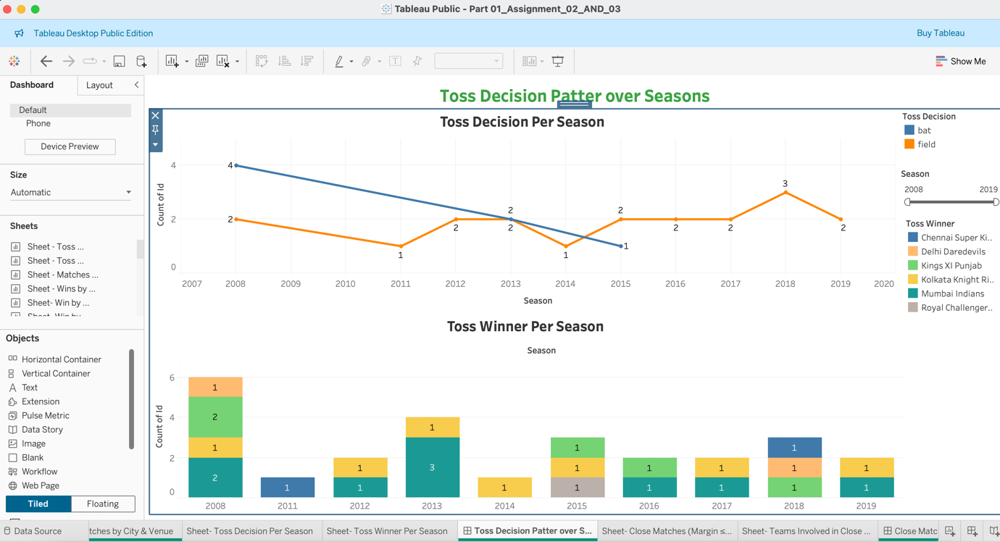 Tableau Public - Part 01_Assignment_02_AND_03
Tableau Desktop Public Edition
Buy Tableau
Show Me
Dashboard
Layout
Default
Phone
Device Preview
Size
Automatic
Sheets
Sheet - Toss ...
Sheet - Toss ...
Sheet - Matches ...
Sheet - Wins by ...
Sheet- Win by ...
Sheet- Win by
Objects
Horizontal Container
Vertical Container
Text
Extension
Pulse Metric
Data Story
Image
Blank
Workflow
Web Page
Tiled
Floating
Toss Decision Patter over Seasons
Toss Decision Per Season
Count of Id
4
2
0
4
2
1
2
2
2
1
2
1
2
2
3
2
2007 2008 2009 2010 2011 2012 2013 2014 2015 2016 2017 2018 2019 2020
Season
Toss Winner Per Season
Season
Count of Id
6
4
2
0
1
2
1
2
1
1
1
1
3
1
1
1
1
1
1
1
1
1
1
1
1
1
2008 2011 2012 2013 2014 2015 2016 2017 2018 2019
Toss Decision
bat
field
Season
2008 2019
Toss Winner
Chennai Super Ki..
Delhi Daredevils
Kings XI Punjab
Kolkata Knight Ri..
Mumbai Indians
Royal Challenger..
Data Source
tches by City & Venue
Sheet- Toss Decision Per Season
Sheet- Toss Winner Per Season
Toss Decision Patter over S...
Sheet- Close Matches (Margin ≤...
Sheet- Teams Involved in Close ...
Close Matc